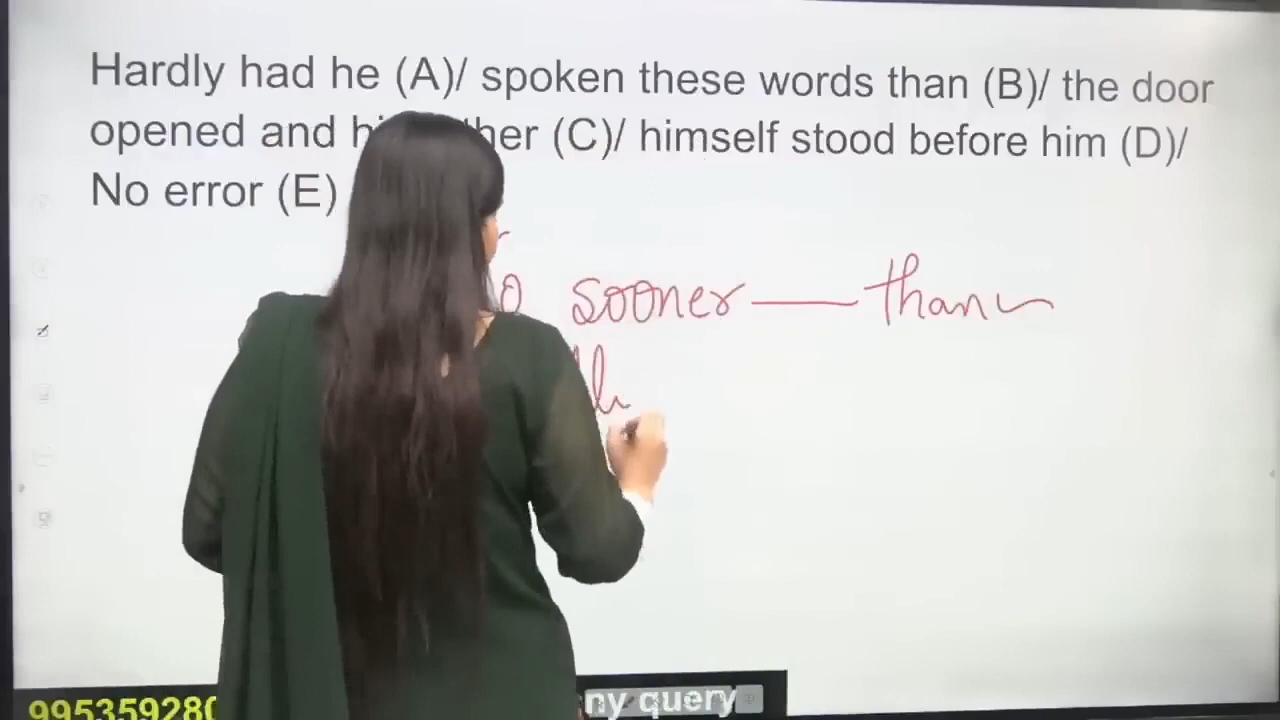 Hardly had he (A)/ spoken these words than (B)/ the door
opened and (C)/ himself stood before him (D)/
No error (E)
sooner — than
995359280
ny query